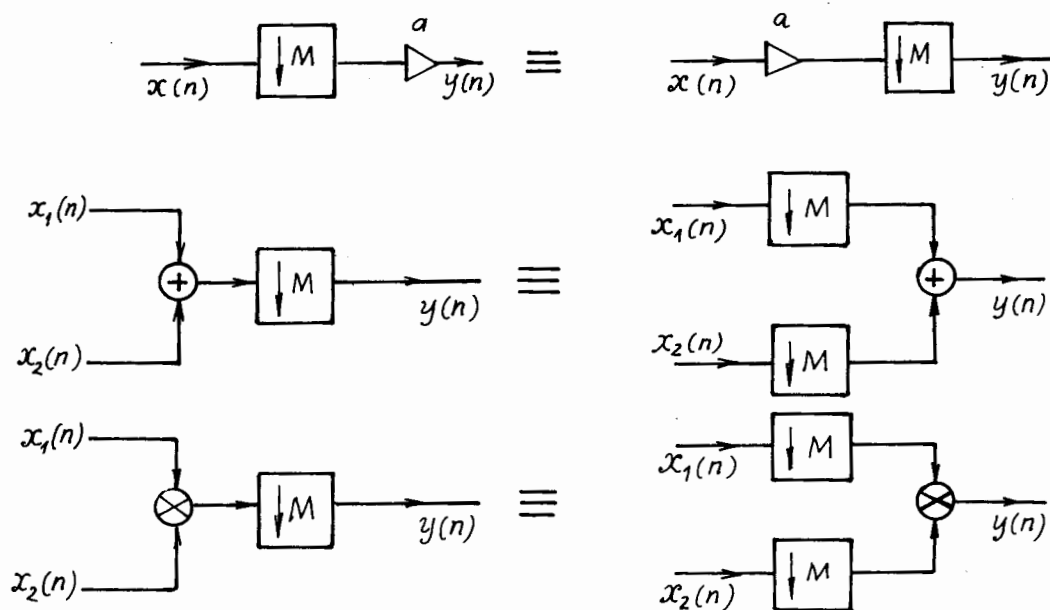 a
M
x(n)
y(n)
≡
a
x(n)
M
y(n)
x₁(n)
x₂(n)
+
M
y(n)
≡
x₁(n)
M
x₂(n)
M
+
y(n)
x₁(n)
x₂(n)
M
y(n)
≡
x₁(n)
M
x₂(n)
M
y(n)